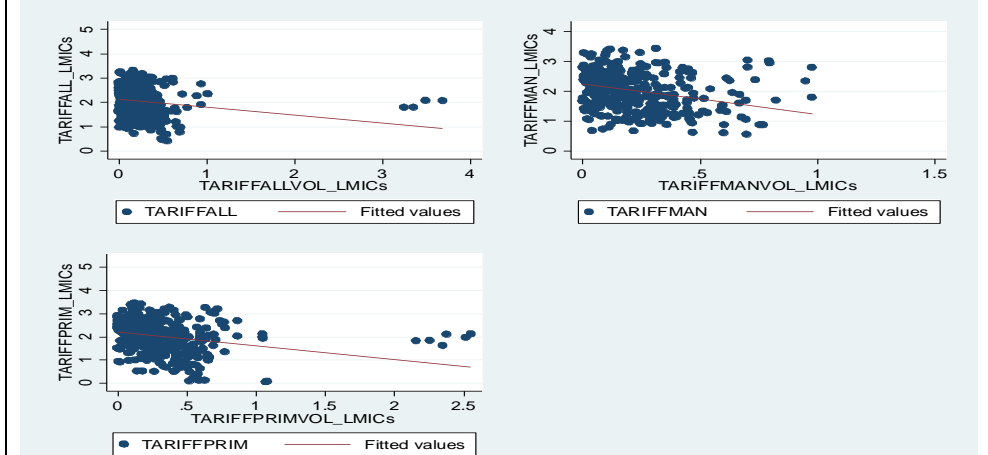 TARIFFALL_LMICs
5
4
3
2
1
0
0 1 2 3 4
TARIFFALLVOL_LMICs
TARIFFALL Fitted values
TARIFFMAN_LMICs
4
3
2
1
0
0 .5 1 1.5
TARIFFMANVOL_LMICs
TARIFFMAN Fitted values
TARIFFPRIM_LMICs
5
4
3
2
1
0
0 .5 1 1.5 2 2.5
TARIFFPRIMVOL_LMICs
TARIFFPRIM Fitted values